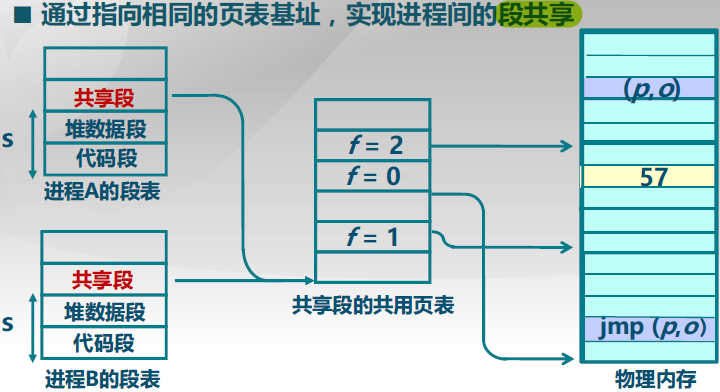 ■ 通过指向相同的页表基址，实现进程间的段共享
共享段
堆数据段
代码段
S
进程A的段表
共享段
堆数据段
代码段
S
进程B的段表
f = 2
f = 0
f = 1
共享段的共用页表
(p,o)
57
jmp (p,o)
物理内存